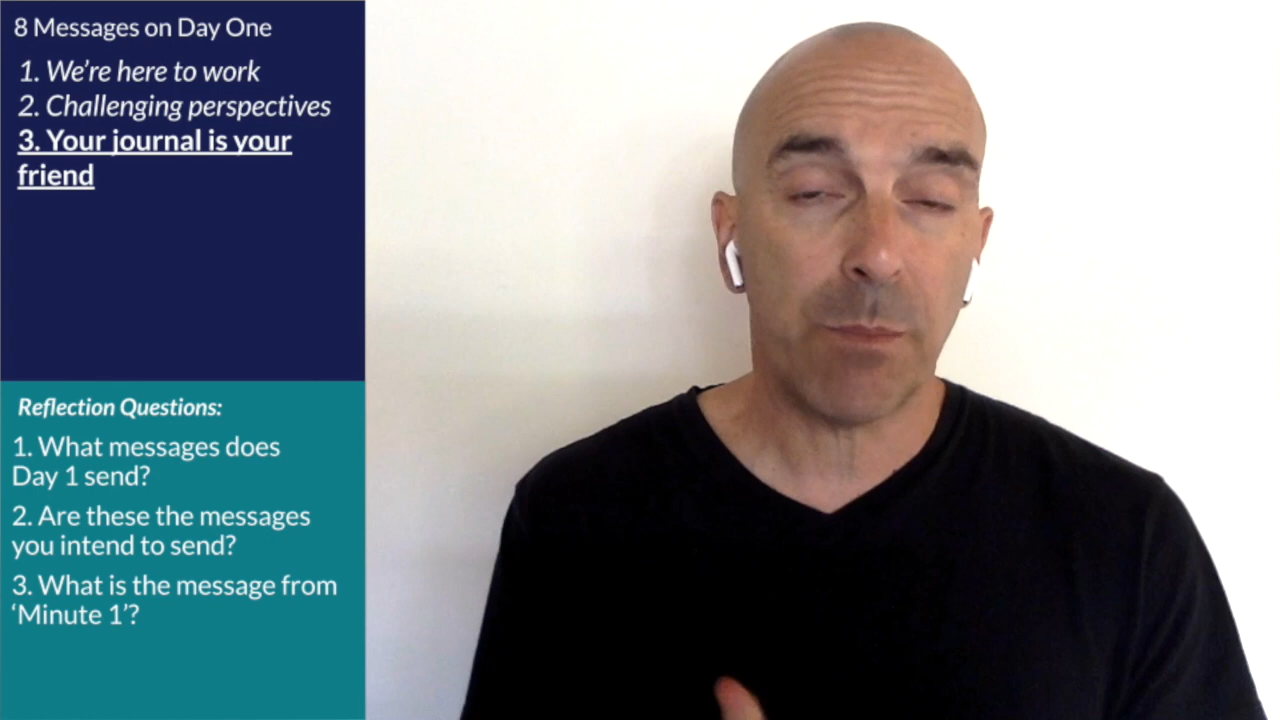 8 Messages on Day One
1. We're here to work
2. Challenging perspectives
3. Your journal is your
friend
Reflection Questions:
1. What messages does
Day 1 send?
2. Are these the messages
you intend to send?
3. What is the message from
‘Minute 1’?